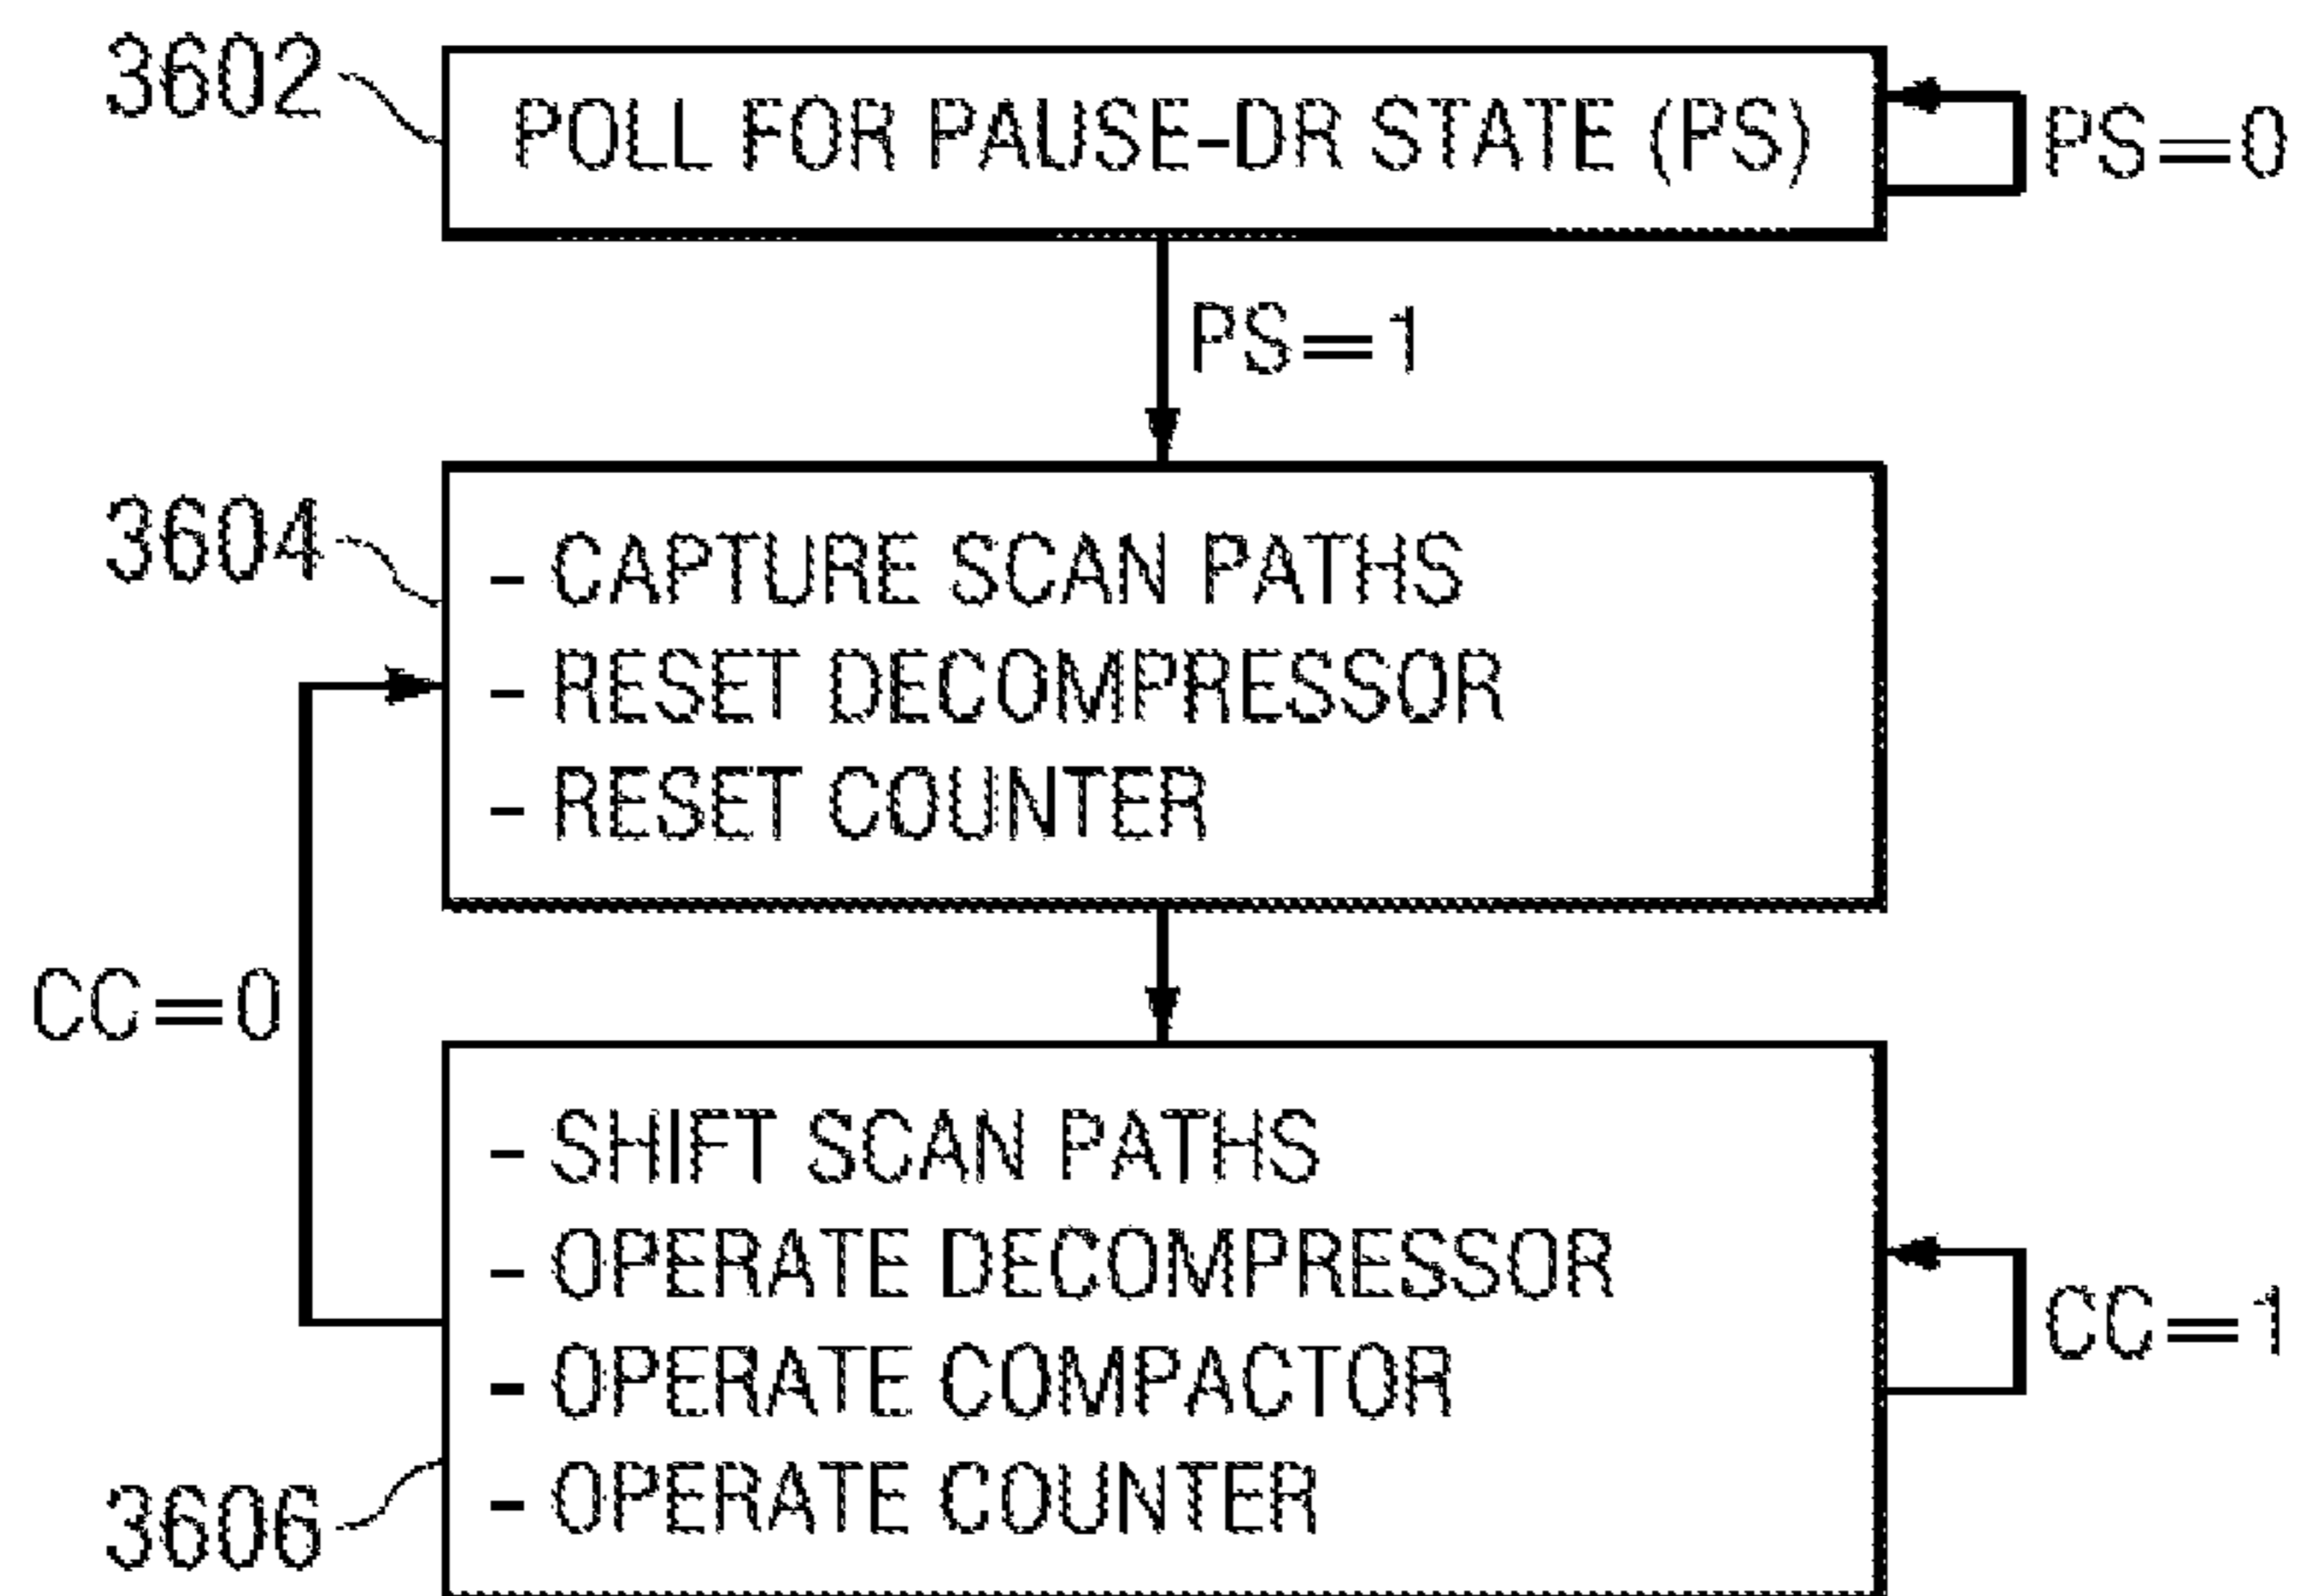 3602
POLL FOR PAUSE-DR STATE (PS)
PS=0
PS=1
3604
- CAPTURE SCAN PATHS
- RESET DECOMPRESSOR
- RESET COUNTER
CC=0
- SHIFT SCAN PATHS
- OPERATE DECOMPRESSOR
- OPERATE COMPACTOR
- OPERATE COUNTER
CC=1
3606